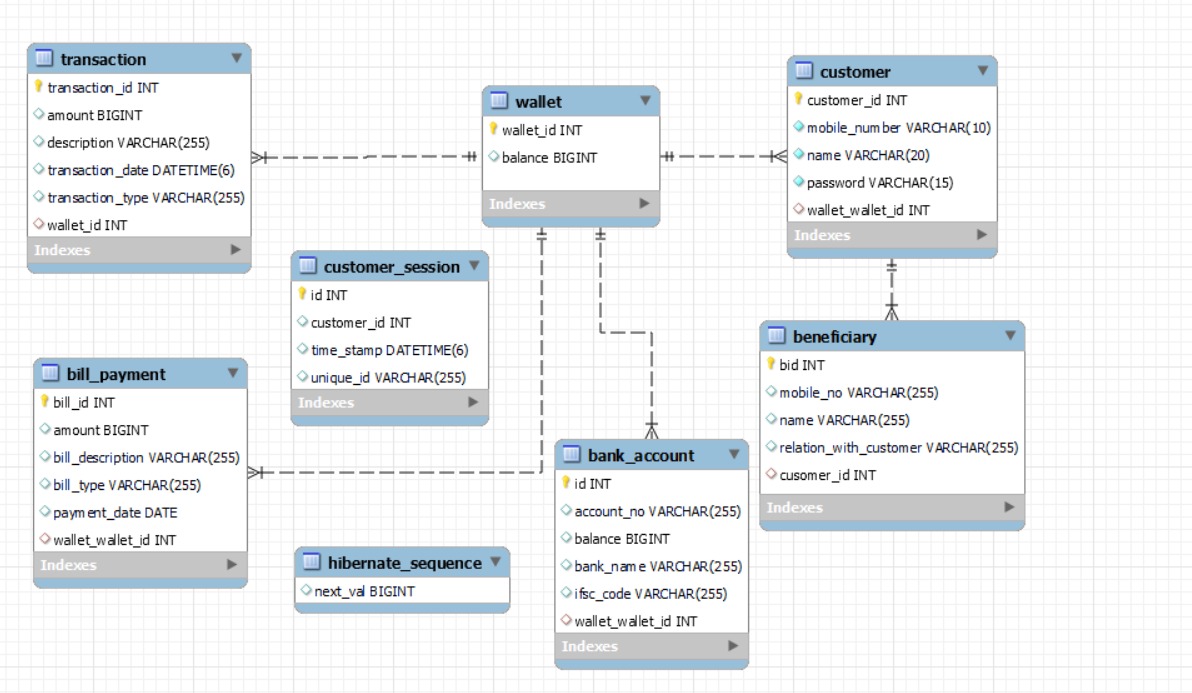 transaction
transaction_id INT
amount BIGINT
description VARCHAR(255)
transaction_date DATETIME(6)
transaction_type VARCHAR(255)
wallet_id INT
Indexes
wallet
wallet_id INT
balance BIGINT
Indexes
customer
customer_id INT
mobile_number VARCHAR(10)
name VARCHAR(20)
password VARCHAR(15)
wallet_wallet_id INT
Indexes
customer_session
id INT
customer_id INT
time_stamp DATETIME(6)
unique_id VARCHAR(255)
Indexes
beneficiary
bid INT
mobile_no VARCHAR(255)
name VARCHAR(255)
relation_with_customer VARCHAR(255)
cusomer_id INT
Indexes
bill_payment
bill_id INT
amount BIGINT
bill_description VARCHAR(255)
bill_type VARCHAR(255)
payment_date DATE
wallet_wallet_id INT
Indexes
bank_account
id INT
account_no VARCHAR(255)
balance BIGINT
bank_name VARCHAR(255)
ifsc_code VARCHAR(255)
wallet_wallet_id INT
Indexes
hibernate_sequence
next_val BIGINT